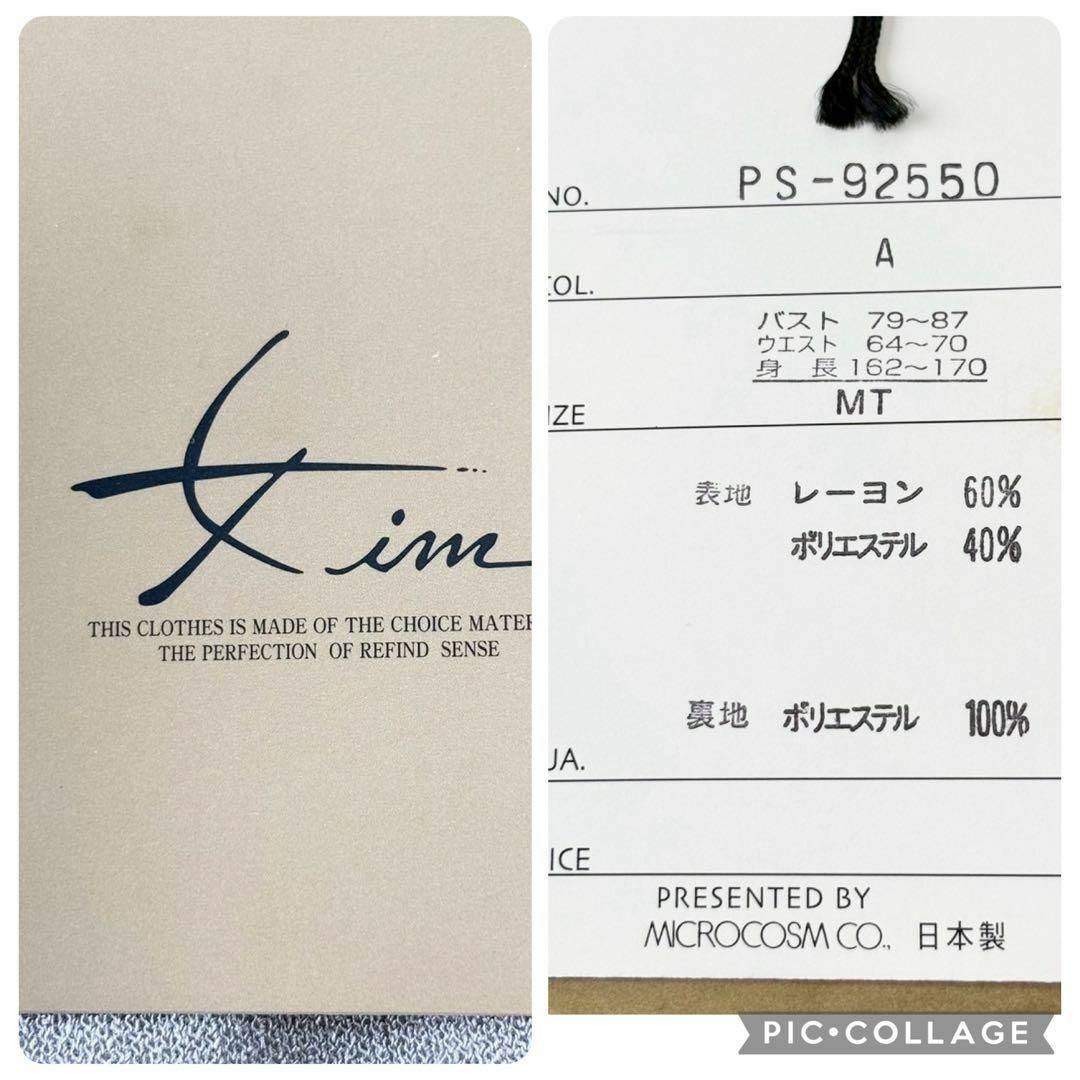 kim
THIS CLOTHES IS MADE OF THE CHOICE MATER
THE PERFECTION OF REFIND SENSE
NO. PS-92550
COL. A
バスト 79～87
ウエスト 64～70
身長 162～170
IZE MT
表地 レーヨン 60%
ポリエステル 40%
裏地 ポリエステル 100%
UA.
ICE
PRESENTED BY
MICROCOSM CO., 日本製
PIC•COLLAGE